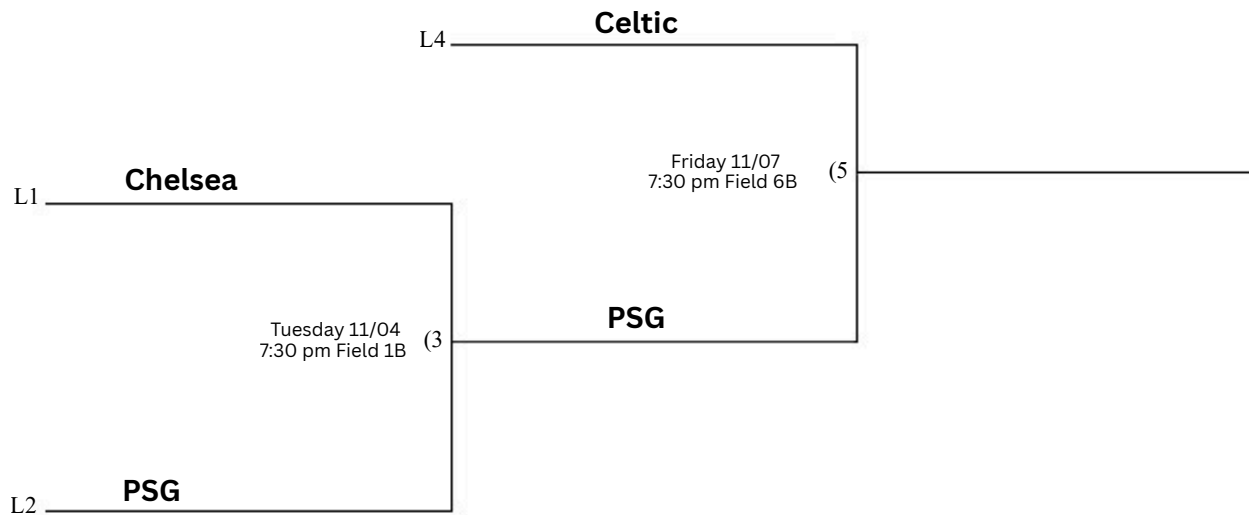 Celtic
L4
Friday 11/07
7:30 pm Field 6B
(5
Chelsea
L1
PSG
Tuesday 11/04
7:30 pm Field 1B
(3
PSG
L2